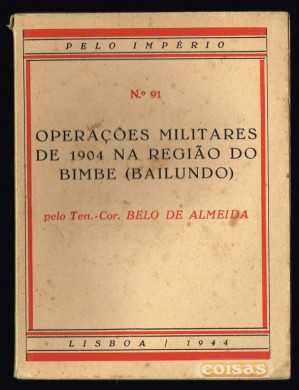 PELO IMPÉRIO
N.º 91
OPERAÇÕES MILITARES
DE 1904 NA REGIÃO DO
BIMBE (BAILUNDO)
pelo Ten.-Cor. BELO DE ALMEIDA
LISBOA / 1944
coisas